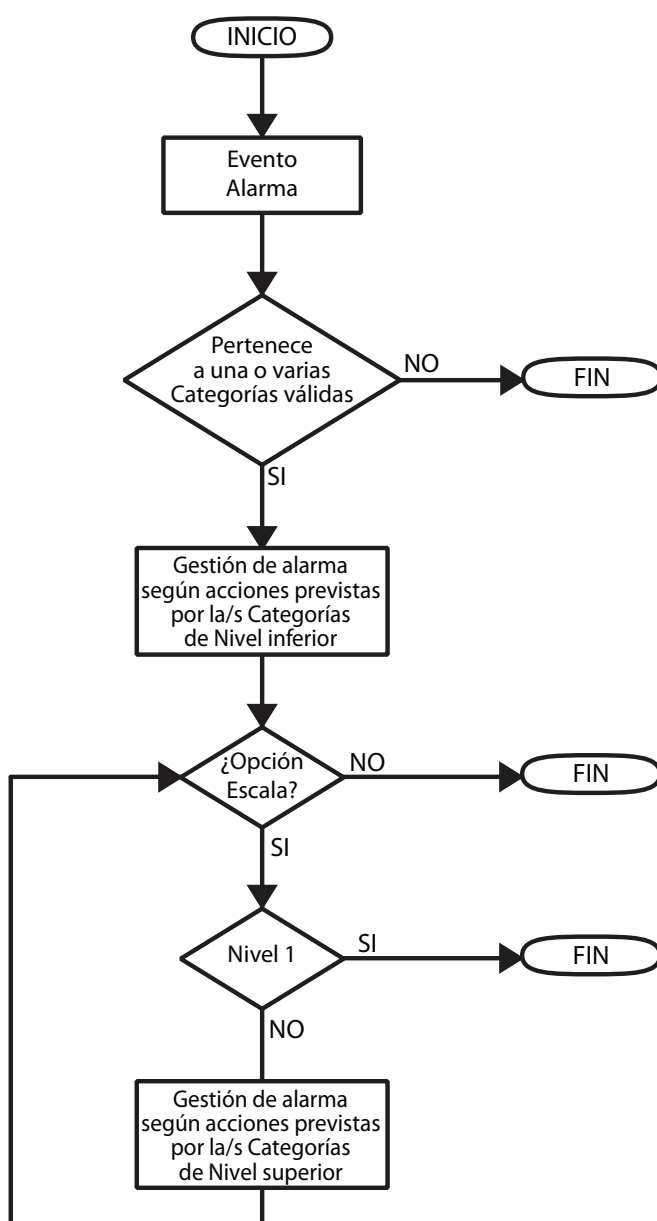 INICIO
Evento
Alarma
Pertenece
a una o varias
Categorías válidas
NO
FIN
SI
Gestión de alarma
según acciones previstas
por la/s Categorías
de Nivel inferior
¿Opción
Escala?
NO
FIN
SI
Nivel 1
SI
FIN
NO
Gestión de alarma
según acciones previstas
por la/s Categorías
de Nivel superior